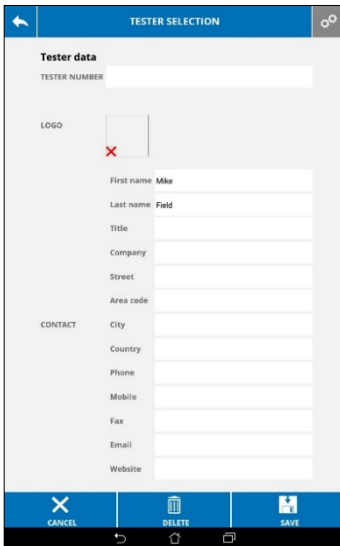 TESTER SELECTION
Tester data
TESTER NUMBER
LOGO
First name Mike
Last name Field
Title
Company
Street
Area code
CONTACT City
Country
Phone
Mobile
Fax
Email
Website
CANCEL DELETE SAVE